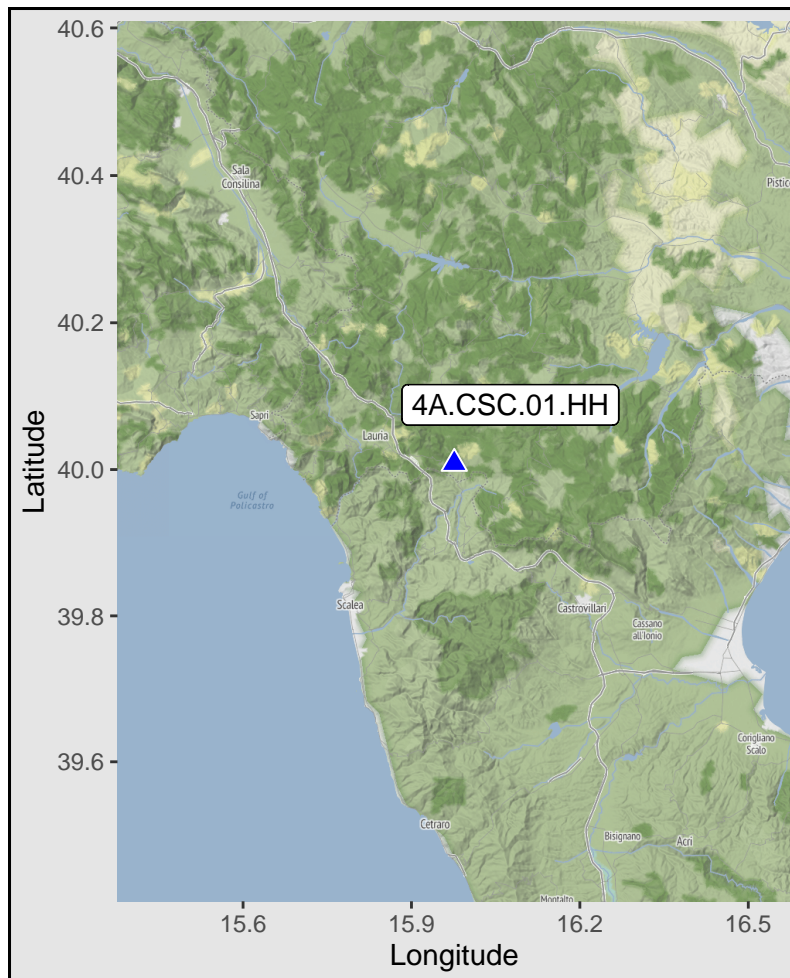 40.6
Sala
Consilina
40.4
Pisticc
40.2
4A.CSC.01.HH
Sapri
Lauria
40.0
Gulf of
Policastro
Latitude
39.8
Scalea
Castrovillari
Cassano
all'Ionio
Corigliano
Scalo
39.6
Cetraro
Bisignano
Acri
Montalto
15.6
15.9
16.2
16.5
Longitude